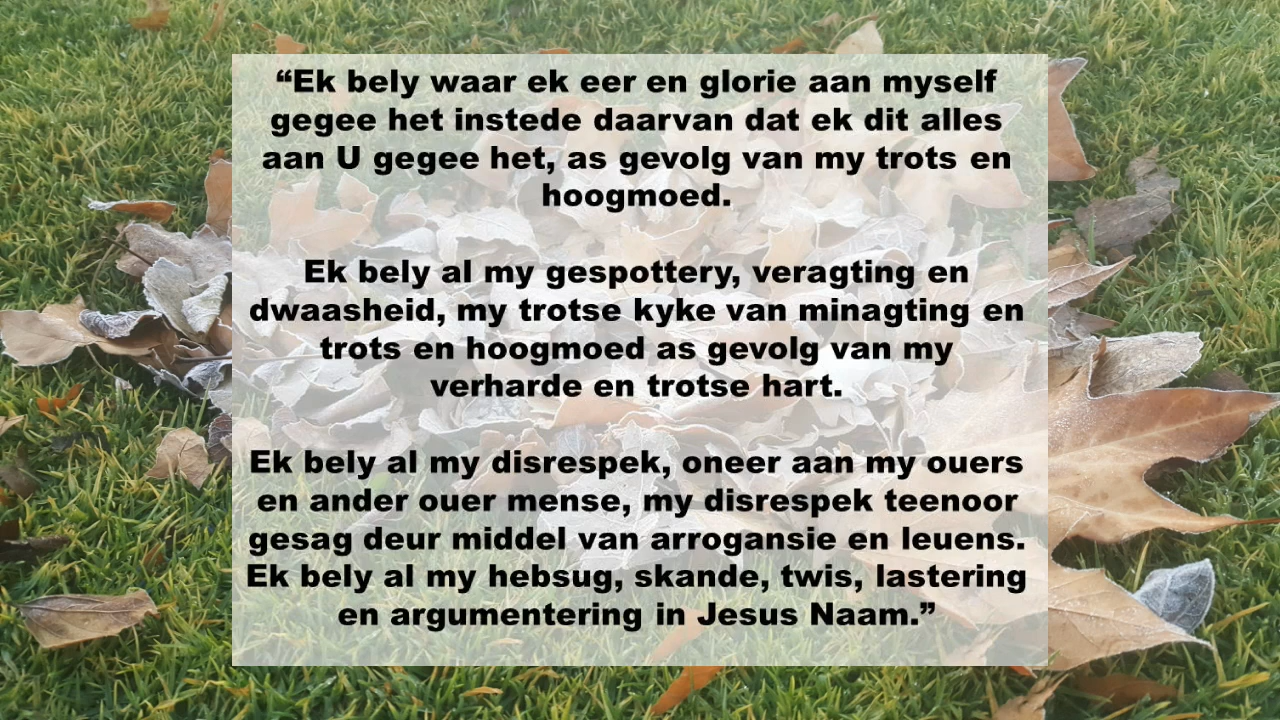 “Ek bely waar ek eer en glorie aan myself
gegee het instede daarvan dat ek dit alles
aan U gegee het, as gevolg van my trots en
hoogmoed.
Ek bely al my gespottery, veragting en
dwaasheid, my trotse kyke van minagting en
trots en hoogmoed as gevolg van my
verharde en trotse hart.
Ek bely al my disrespek, oneer aan my ouers
en ander ouer mense, my disrespek teenoor
gesag deur middel van arrogansie en leuens.
Ek bely al my hebsug, skande, twis, lastering
en argumentering in Jesus Naam.”